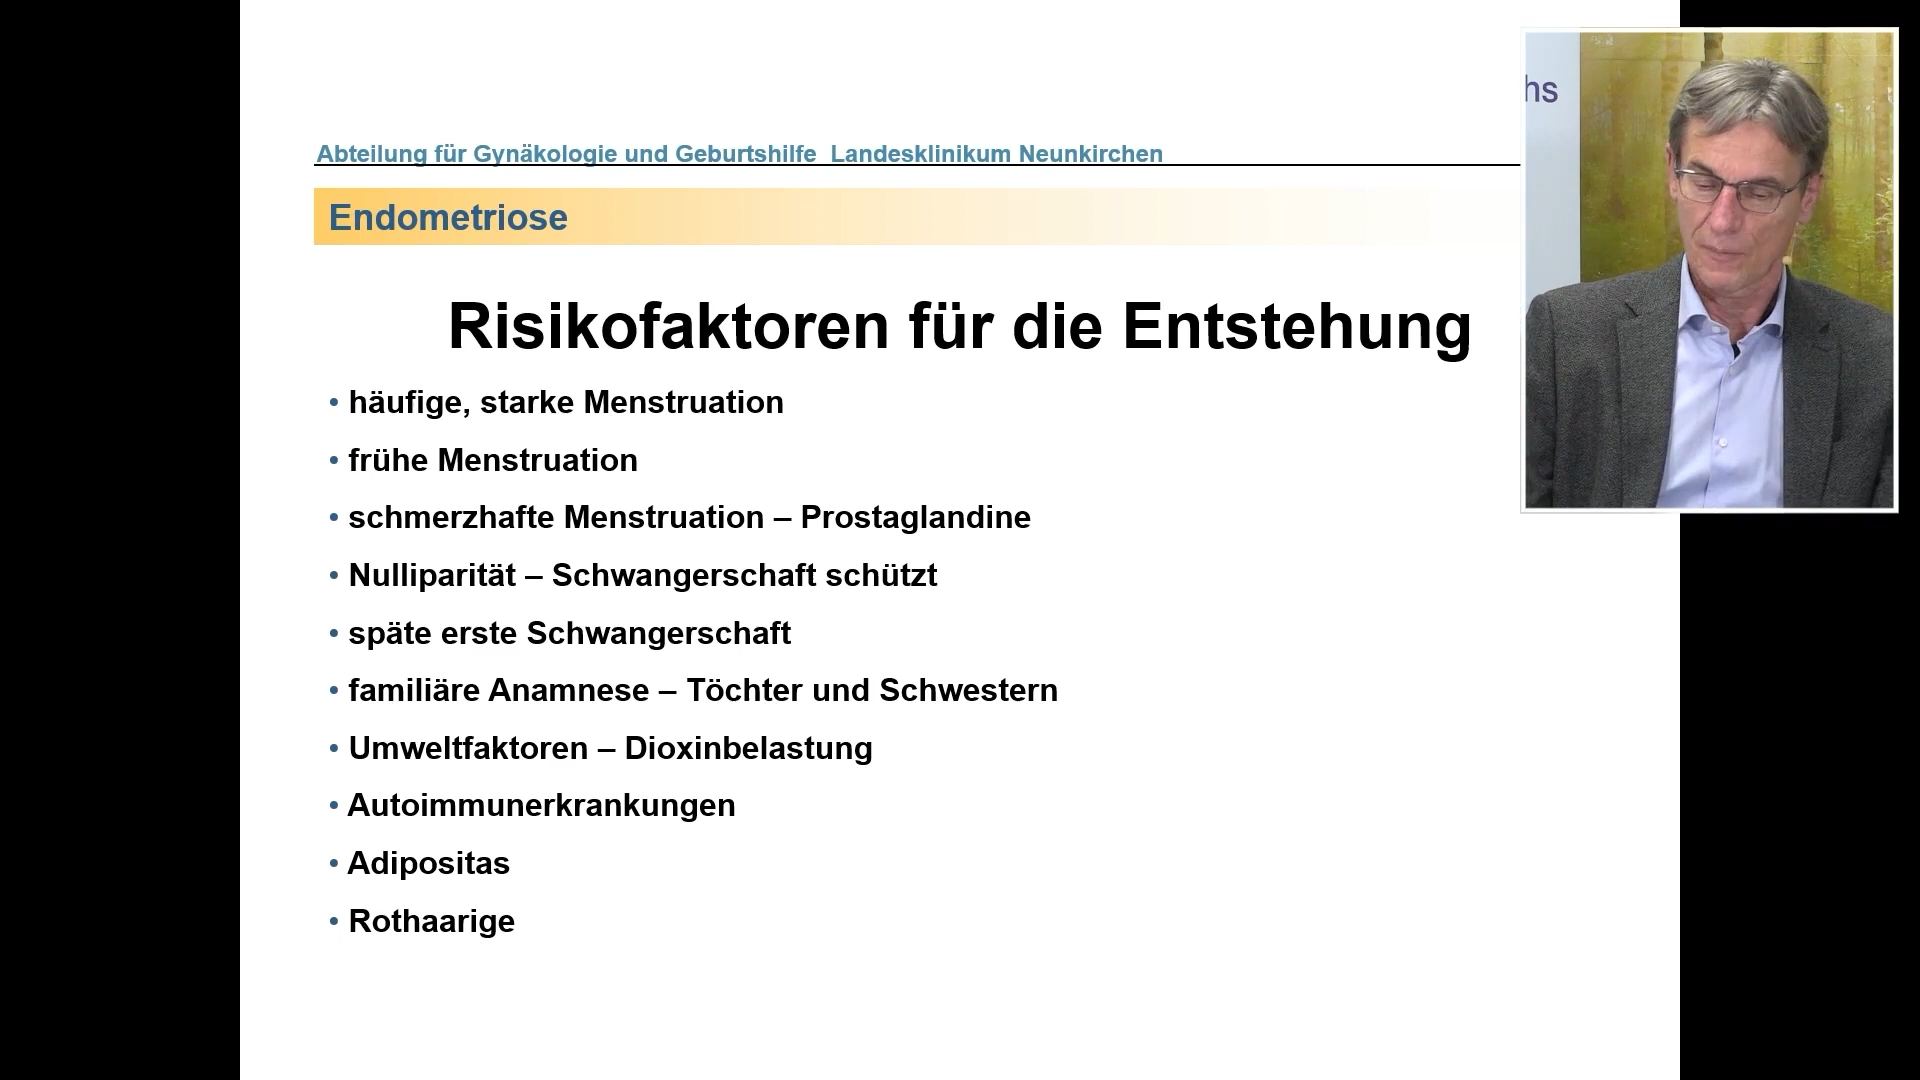 Abteilung für Gynäkologie und Geburtshilfe Landesklinikum Neunkirchen
hs
Endometriose
Risikofaktoren für die Entstehung
• häufige, starke Menstruation
• frühe Menstruation
• schmerzhafte Menstruation – Prostaglandine
• Nulliparität – Schwangerschaft schützt
• späte erste Schwangerschaft
• familiäre Anamnese – Töchter und Schwestern
• Umweltfaktoren – Dioxinbelastung
• Autoimmunerkrankungen
• Adipositas
• Rothaarige